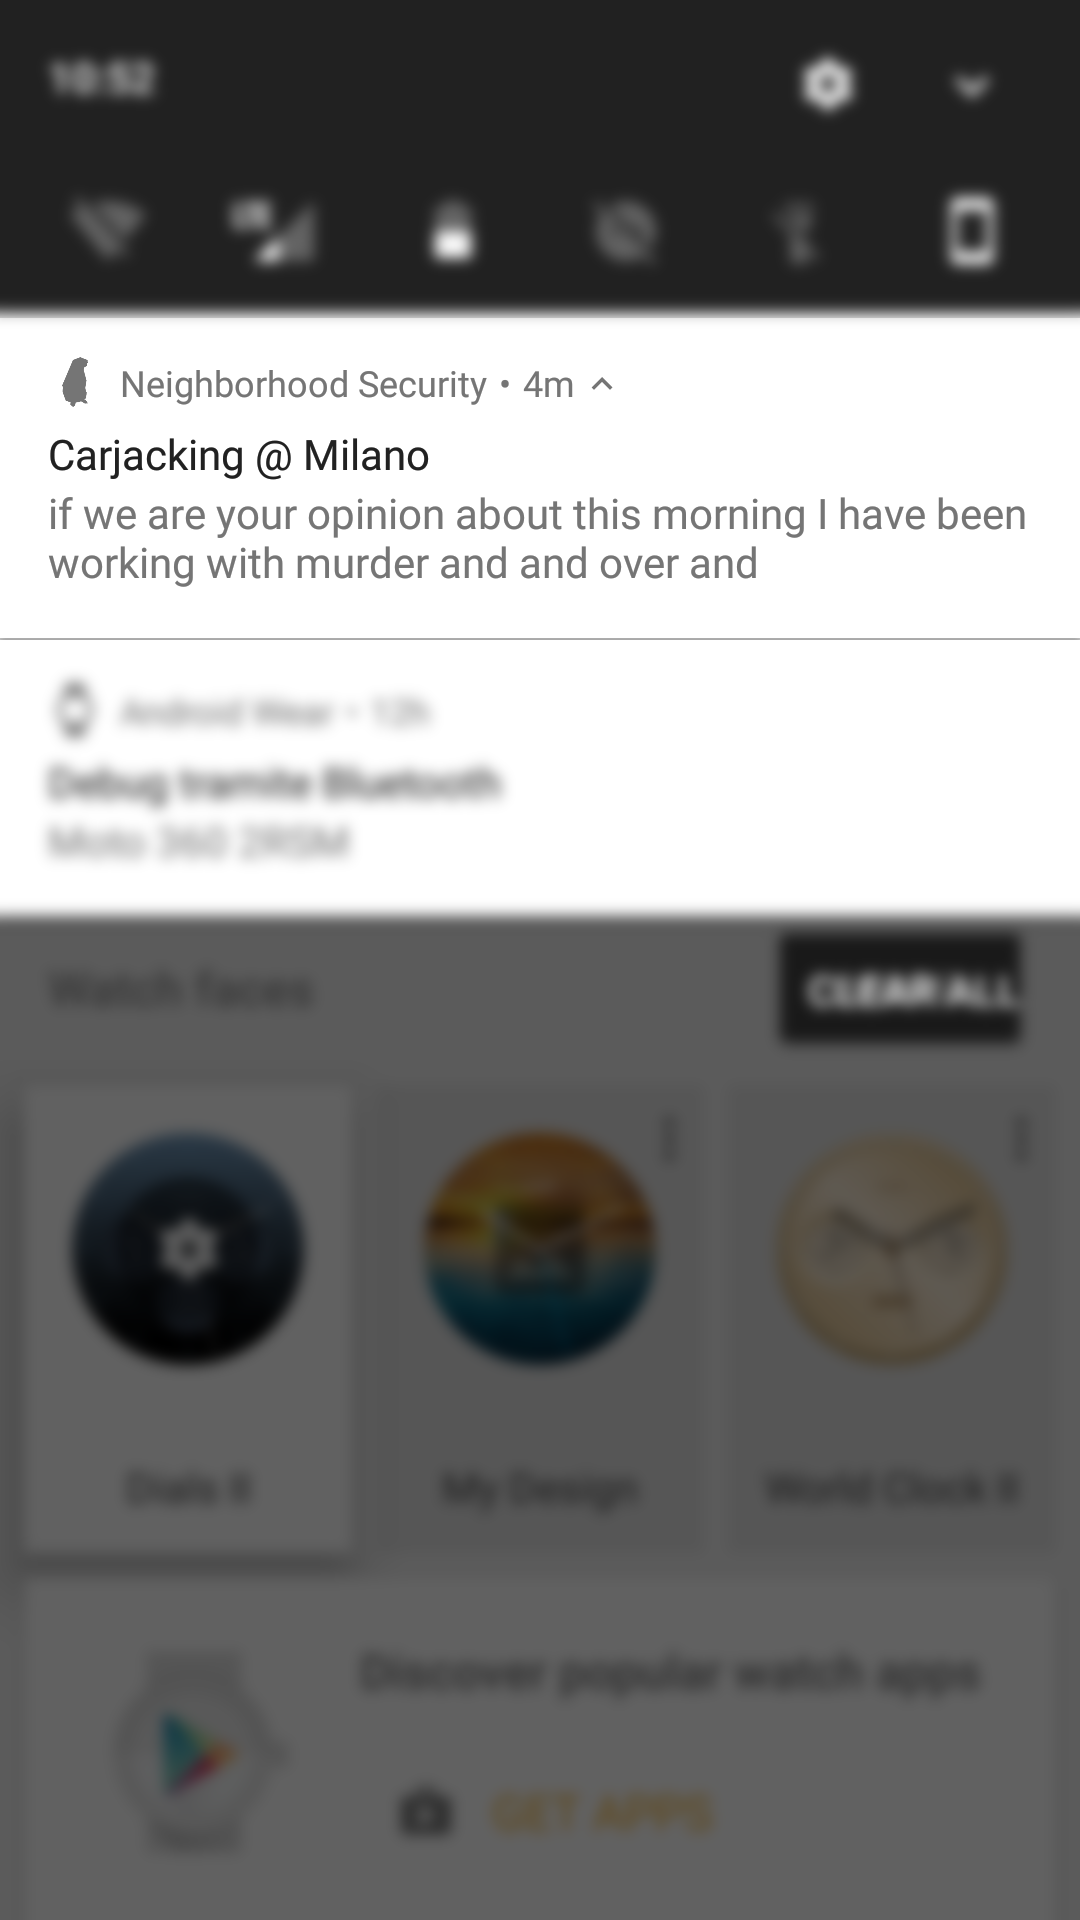 10:52
Neighborhood Security • 4m
Carjacking @ Milano
if we are your opinion about this morning I have been
working with murder and and over and
Android Wear • 12h
Debug tramite Bluetooth
Moto 360 2RSM
Watch faces
CLEAR ALL
Dials II
My Design
World Clock II
Discover popular watch apps
GET APPS